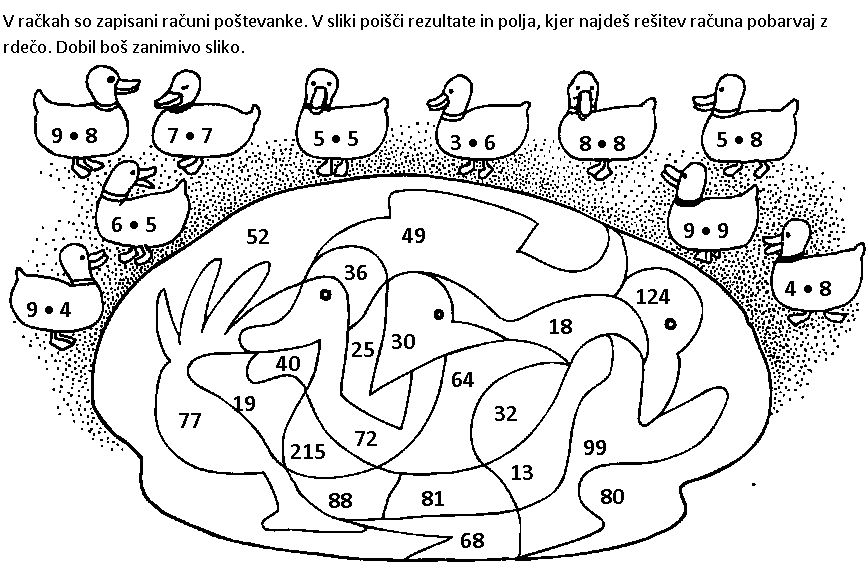 V račkah so zapisani računi poštevanke. V sliki poišči rezultate in polja, kjer najdeš rešitev računa pobarvaj z
rdečo. Dobil boš zanimivo sliko.
9 • 8 7 • 7 5 • 5 3 • 6 8 • 8 5 • 8
6 • 5 9 • 9
9 • 4 4 • 8
52 49
36 124
18
25 30
40
64
19 32
77
72
215 99
13
88 81 80
68